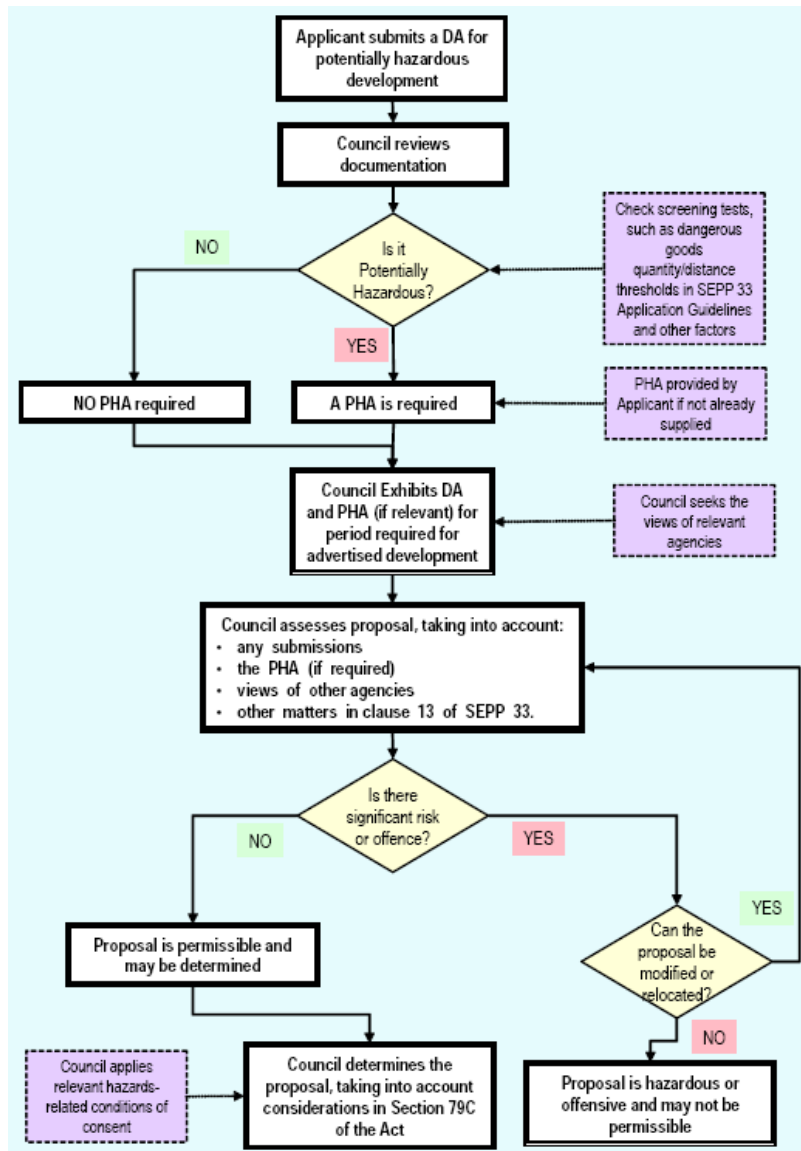 Applicant submits a DA for
potentially hazardous
development
Council reviews
documentation
Is it
Potentially
Hazardous?
NO
YES
Check screening tests,
such as dangerous
goods
quantity/distance
thresholds in SEPP 33
Application Guidelines
and other factors
NO PHA required
A PHA is required
PHA provided by
Applicant if not already
supplied
Council Exhibits DA
and PHA (if relevant) for
period required for
advertised development
Council seeks the
views of relevant
agencies
Council assesses proposal, taking into account:
• any submissions
• the PHA (if required)
• views of other agencies
• other matters in clause 13 of SEPP 33.
Is there
significant risk
or offence?
NO
YES
Proposal is permissible and
may be determined
Can the
proposal be
modified or
relocated?
YES
NO
Council applies
relevant hazards-
related conditions of
consent
Council determines the
proposal, taking into account
considerations in Section 79C
of the Act
Proposal is hazardous or
offensive and may not be
permissible